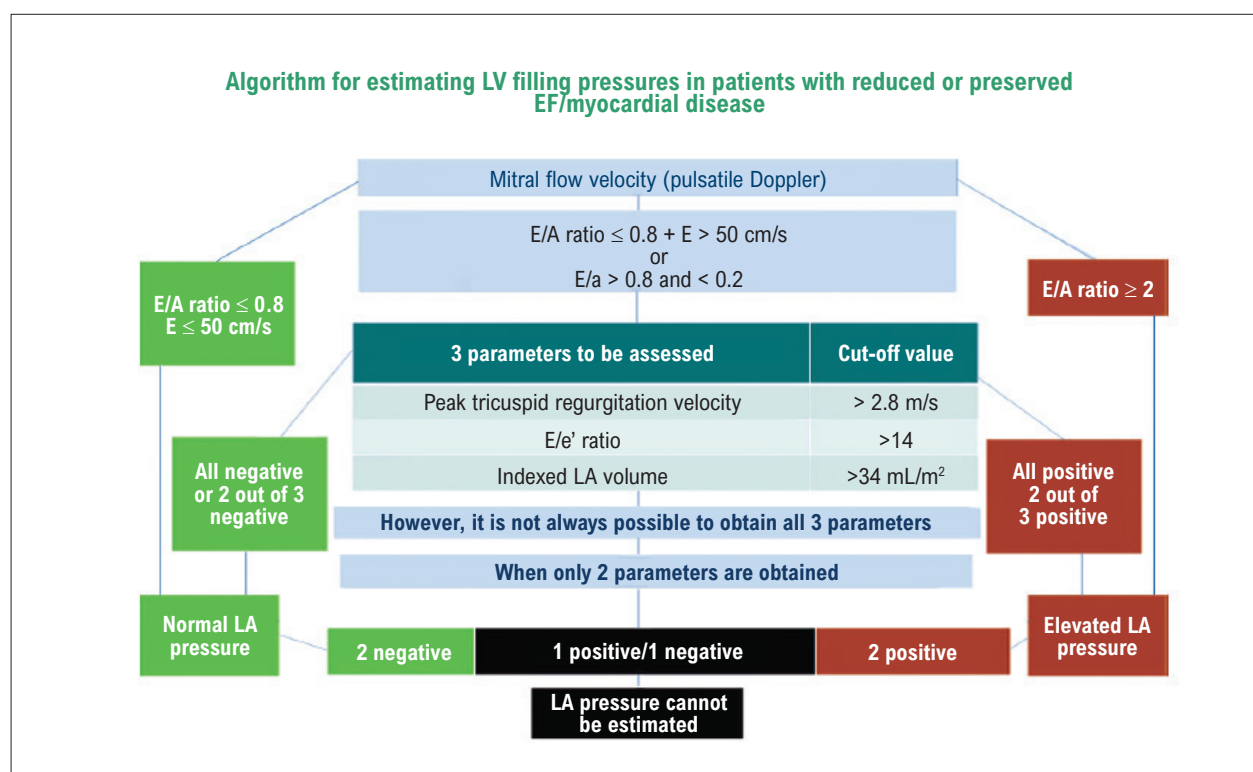 Algorithm for estimating LV filling pressures in patients with reduced or preserved
EF/myocardial disease
Mitral flow velocity (pulsatile Doppler)
E/A ratio ≤ 0.8 + E > 50 cm/s
or
E/a > 0.8 and < 0.2
E/A ratio ≤ 0.8
E ≤ 50 cm/s
E/A ratio ≥ 2
3 parameters to be assessed
Cut-off value
Peak tricuspid regurgitation velocity
> 2.8 m/s
E/e’ ratio
>14
Indexed LA volume
>34 mL/m²
All negative
or 2 out of 3
negative
All positive
2 out of
3 positive
However, it is not always possible to obtain all 3 parameters
When only 2 parameters are obtained
Normal LA
pressure
2 negative
1 positive/1 negative
2 positive
Elevated LA
pressure
LA pressure cannot
be estimated